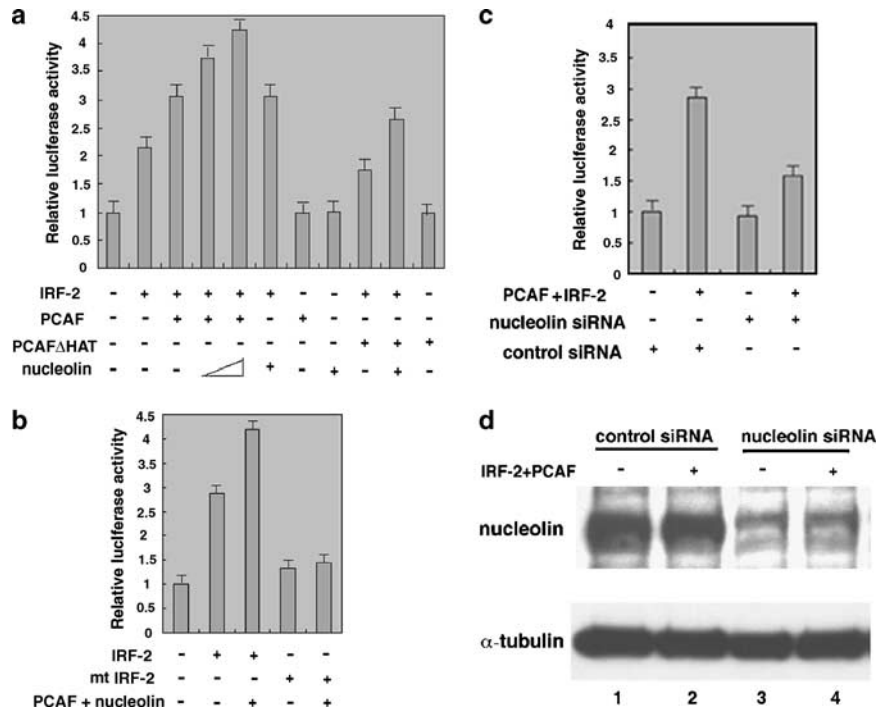 a
Relative luciferase activity
4.5
4
3.5
3
2.5
2
1.5
1
0.5
IRF-2 - + + + + + - - + + -
PCAF - - + + + - + - - - -
PCAFΔHAT - - - - - - - - + + +
nucleolin - - - + - + - + -
b
Relative luciferase activity
4.5
4
3.5
3
2.5
2
1.5
1
0.5
0
IRF-2 - + + - -
mt IRF-2 - - - + +
PCAF + nucleolin - - + - +
c
Relative luciferase activity
4
3.5
3
2.5
2
1.5
1
0.5
0
PCAF+IRF-2 - + - +
nucleolin siRNA - - + +
control siRNA + + - -
d
control siRNA nucleolin siRNA
IRF-2+PCAF - + - +
nucleolin
α-tubulin
1 2 3 4